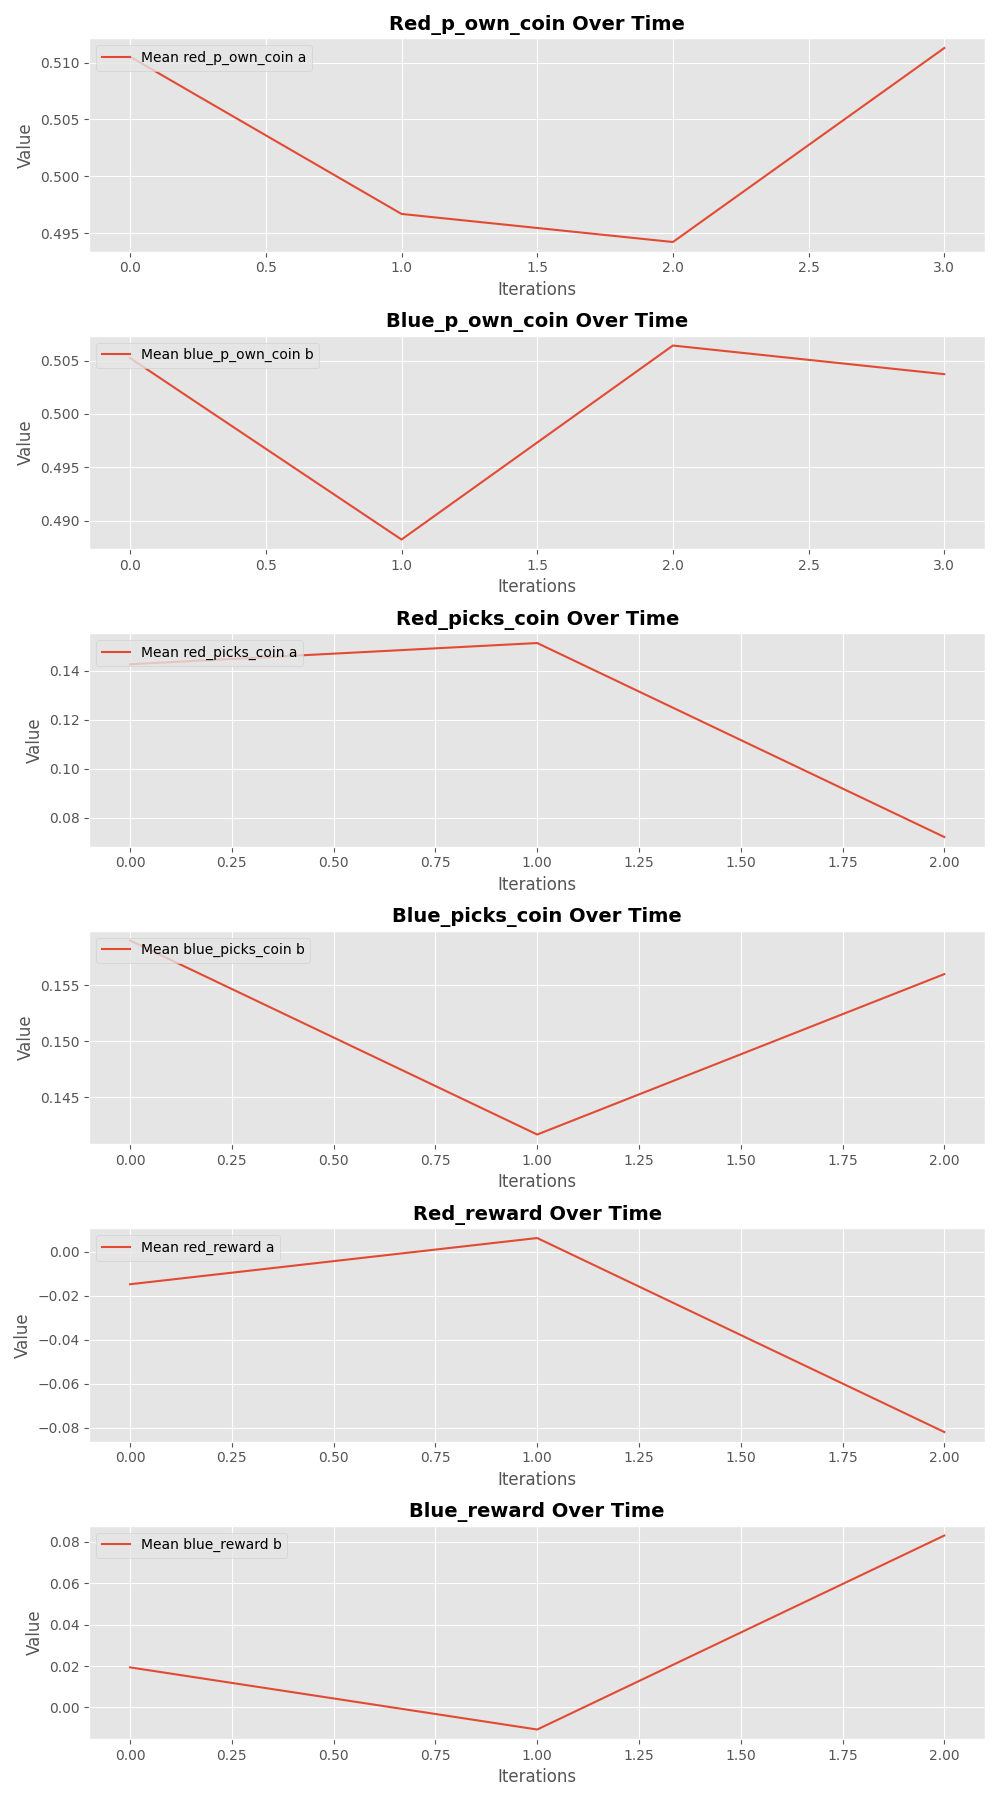 Red_p_own_coin Over Time
Mean red_p_own_coin a
0.510
0.505
0.500
0.495
Value
0.0 0.5 1.0 1.5 2.0 2.5 3.0
Iterations
Blue_p_own_coin Over Time
Mean blue_p_own_coin b
0.505
0.500
0.495
0.490
Value
0.0 0.5 1.0 1.5 2.0 2.5 3.0
Iterations
Red_picks_coin Over Time
Mean red_picks_coin a
0.14
0.12
0.10
0.08
Value
0.00 0.25 0.50 0.75 1.00 1.25 1.50 1.75 2.00
Iterations
Blue_picks_coin Over Time
Mean blue_picks_coin b
0.155
0.150
0.145
Value
0.00 0.25 0.50 0.75 1.00 1.25 1.50 1.75 2.00
Iterations
Red_reward Over Time
Mean red_reward a
0.00
−0.02
−0.04
−0.06
−0.08
Value
0.00 0.25 0.50 0.75 1.00 1.25 1.50 1.75 2.00
Iterations
Blue_reward Over Time
Mean blue_reward b
0.08
0.06
0.04
0.02
0.00
Value
0.00 0.25 0.50 0.75 1.00 1.25 1.50 1.75 2.00
Iterations